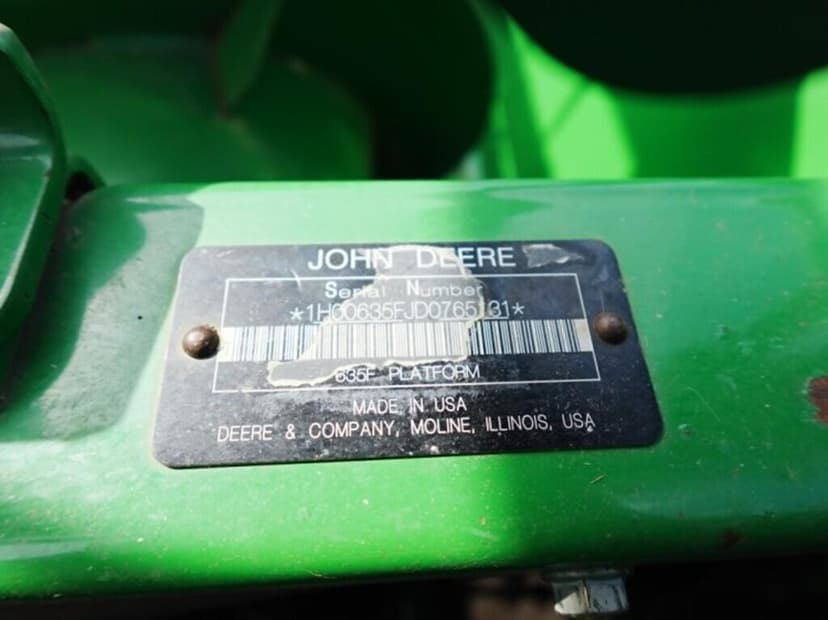 JOHN DEERE
Serial Number
*1H00635FJD0765131*
635F PLATFORM
MADE IN USA
DEERE & COMPANY, MOLINE, ILLINOIS, USA